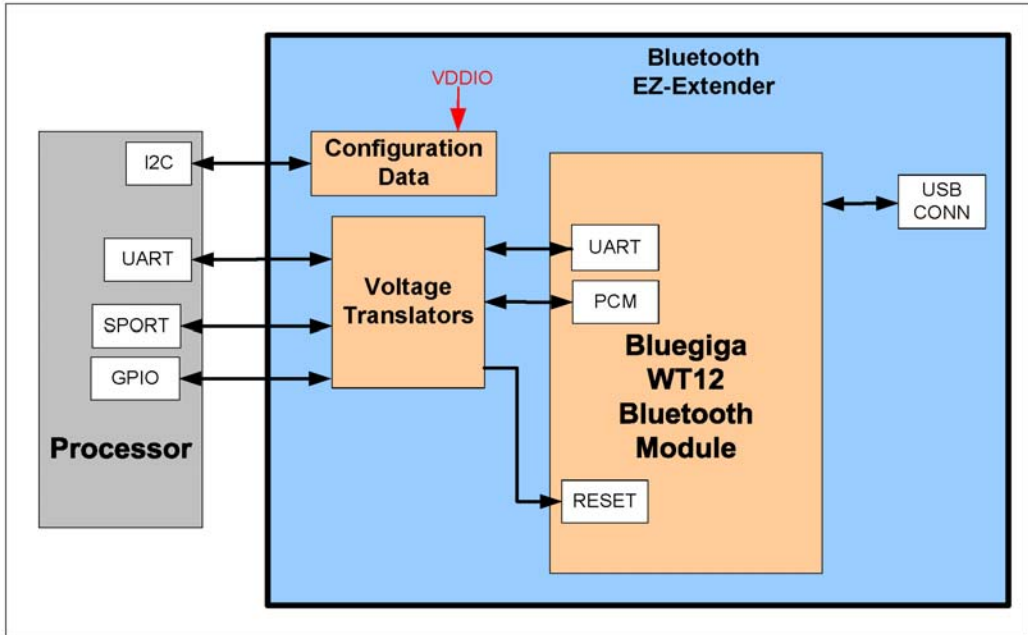 Bluetooth
EZ-Extender
VDDIO
Configuration
Data
I2C
USB
CONN
UART
UART
Voltage
Translators
PCM
SPORT
GPIO
Bluegiga
WT12
Bluetooth
Module
Processor
RESET